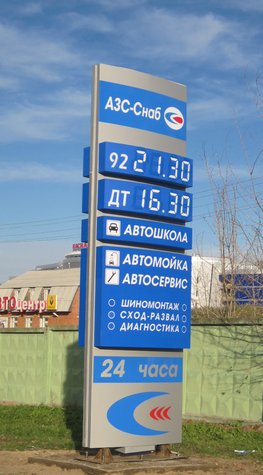 АЗС-Снаб
92 21.30
ДТ 16.30
АВТОШКОЛА
АВТОМОЙКА
АВТОСЕРВИС
ШИНОМОНТАЖ
СХОД-РАЗВАЛ
ДИАГНОСТИКА
24 часа